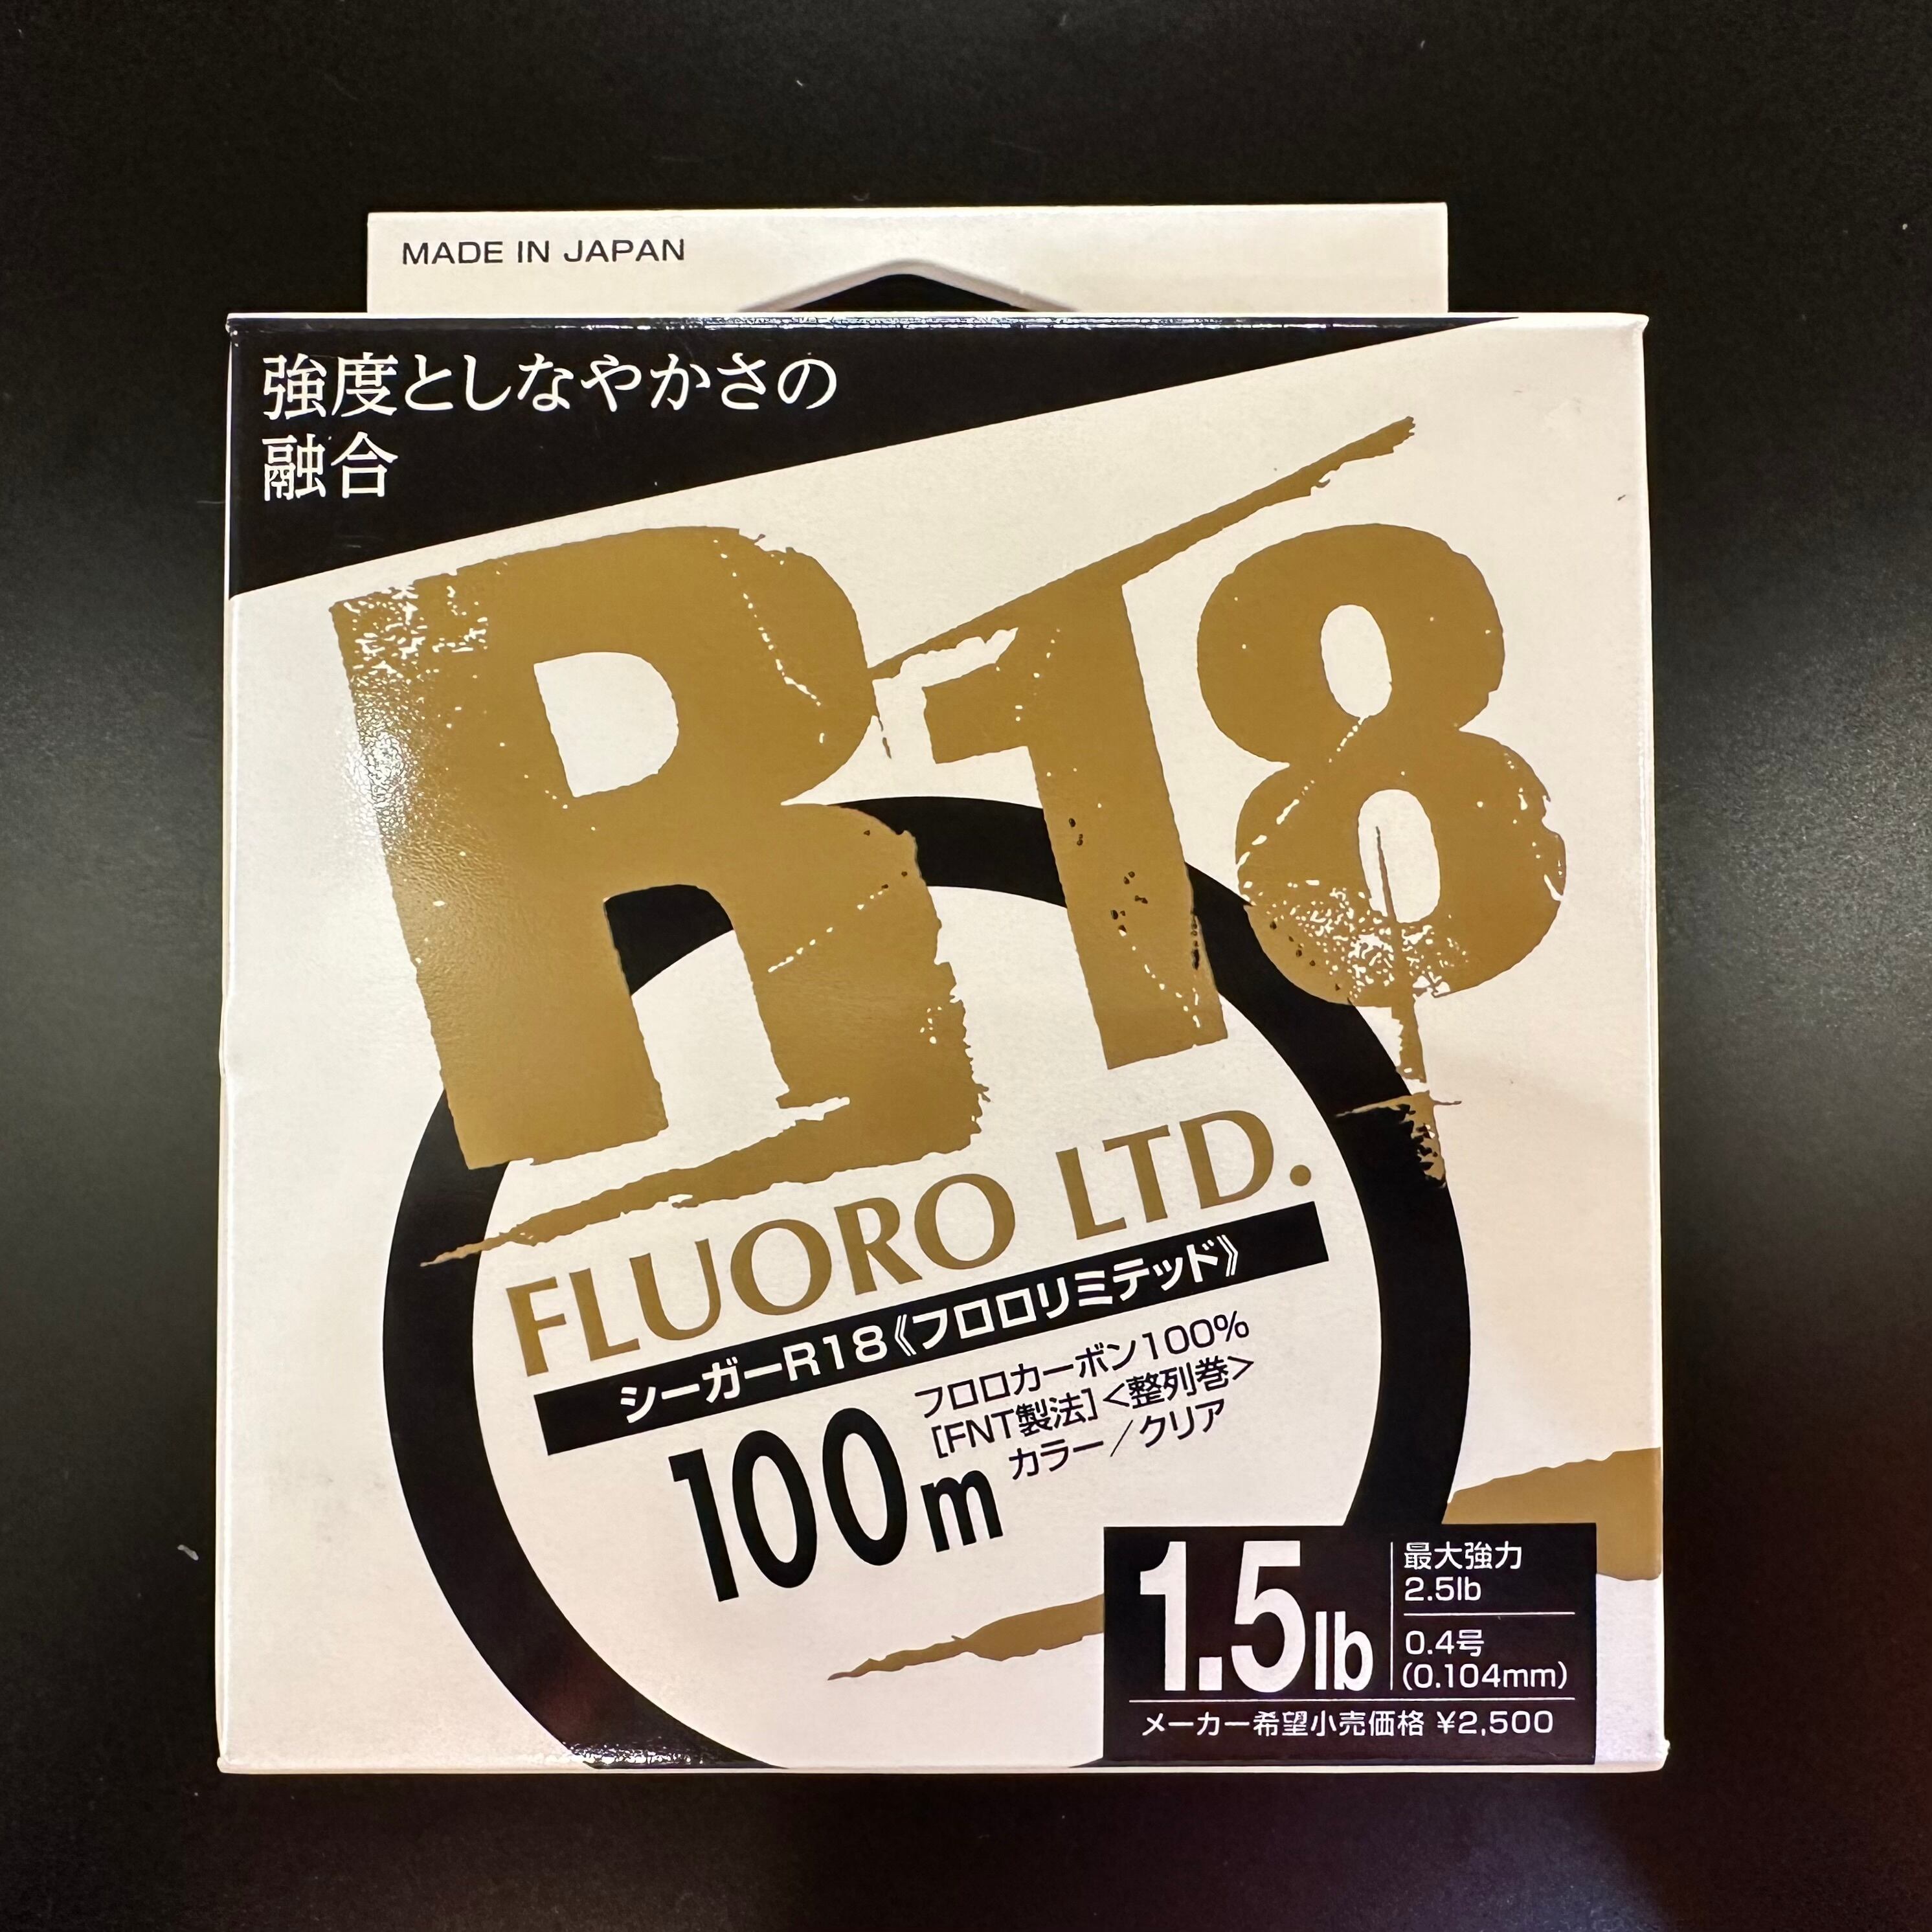 MADE IN JAPAN
強度としなやかさの
融合
R18
FLUORO LTD.
シーガーR18《フロロリミテッド》
100m
フロロカーボン100%
[FNT製法]<整列巻>
カラー/クリア
1.5lb
最大強力
2.5lb
0.4号
(0.104mm)
メーカー希望小売価格 ¥2,500